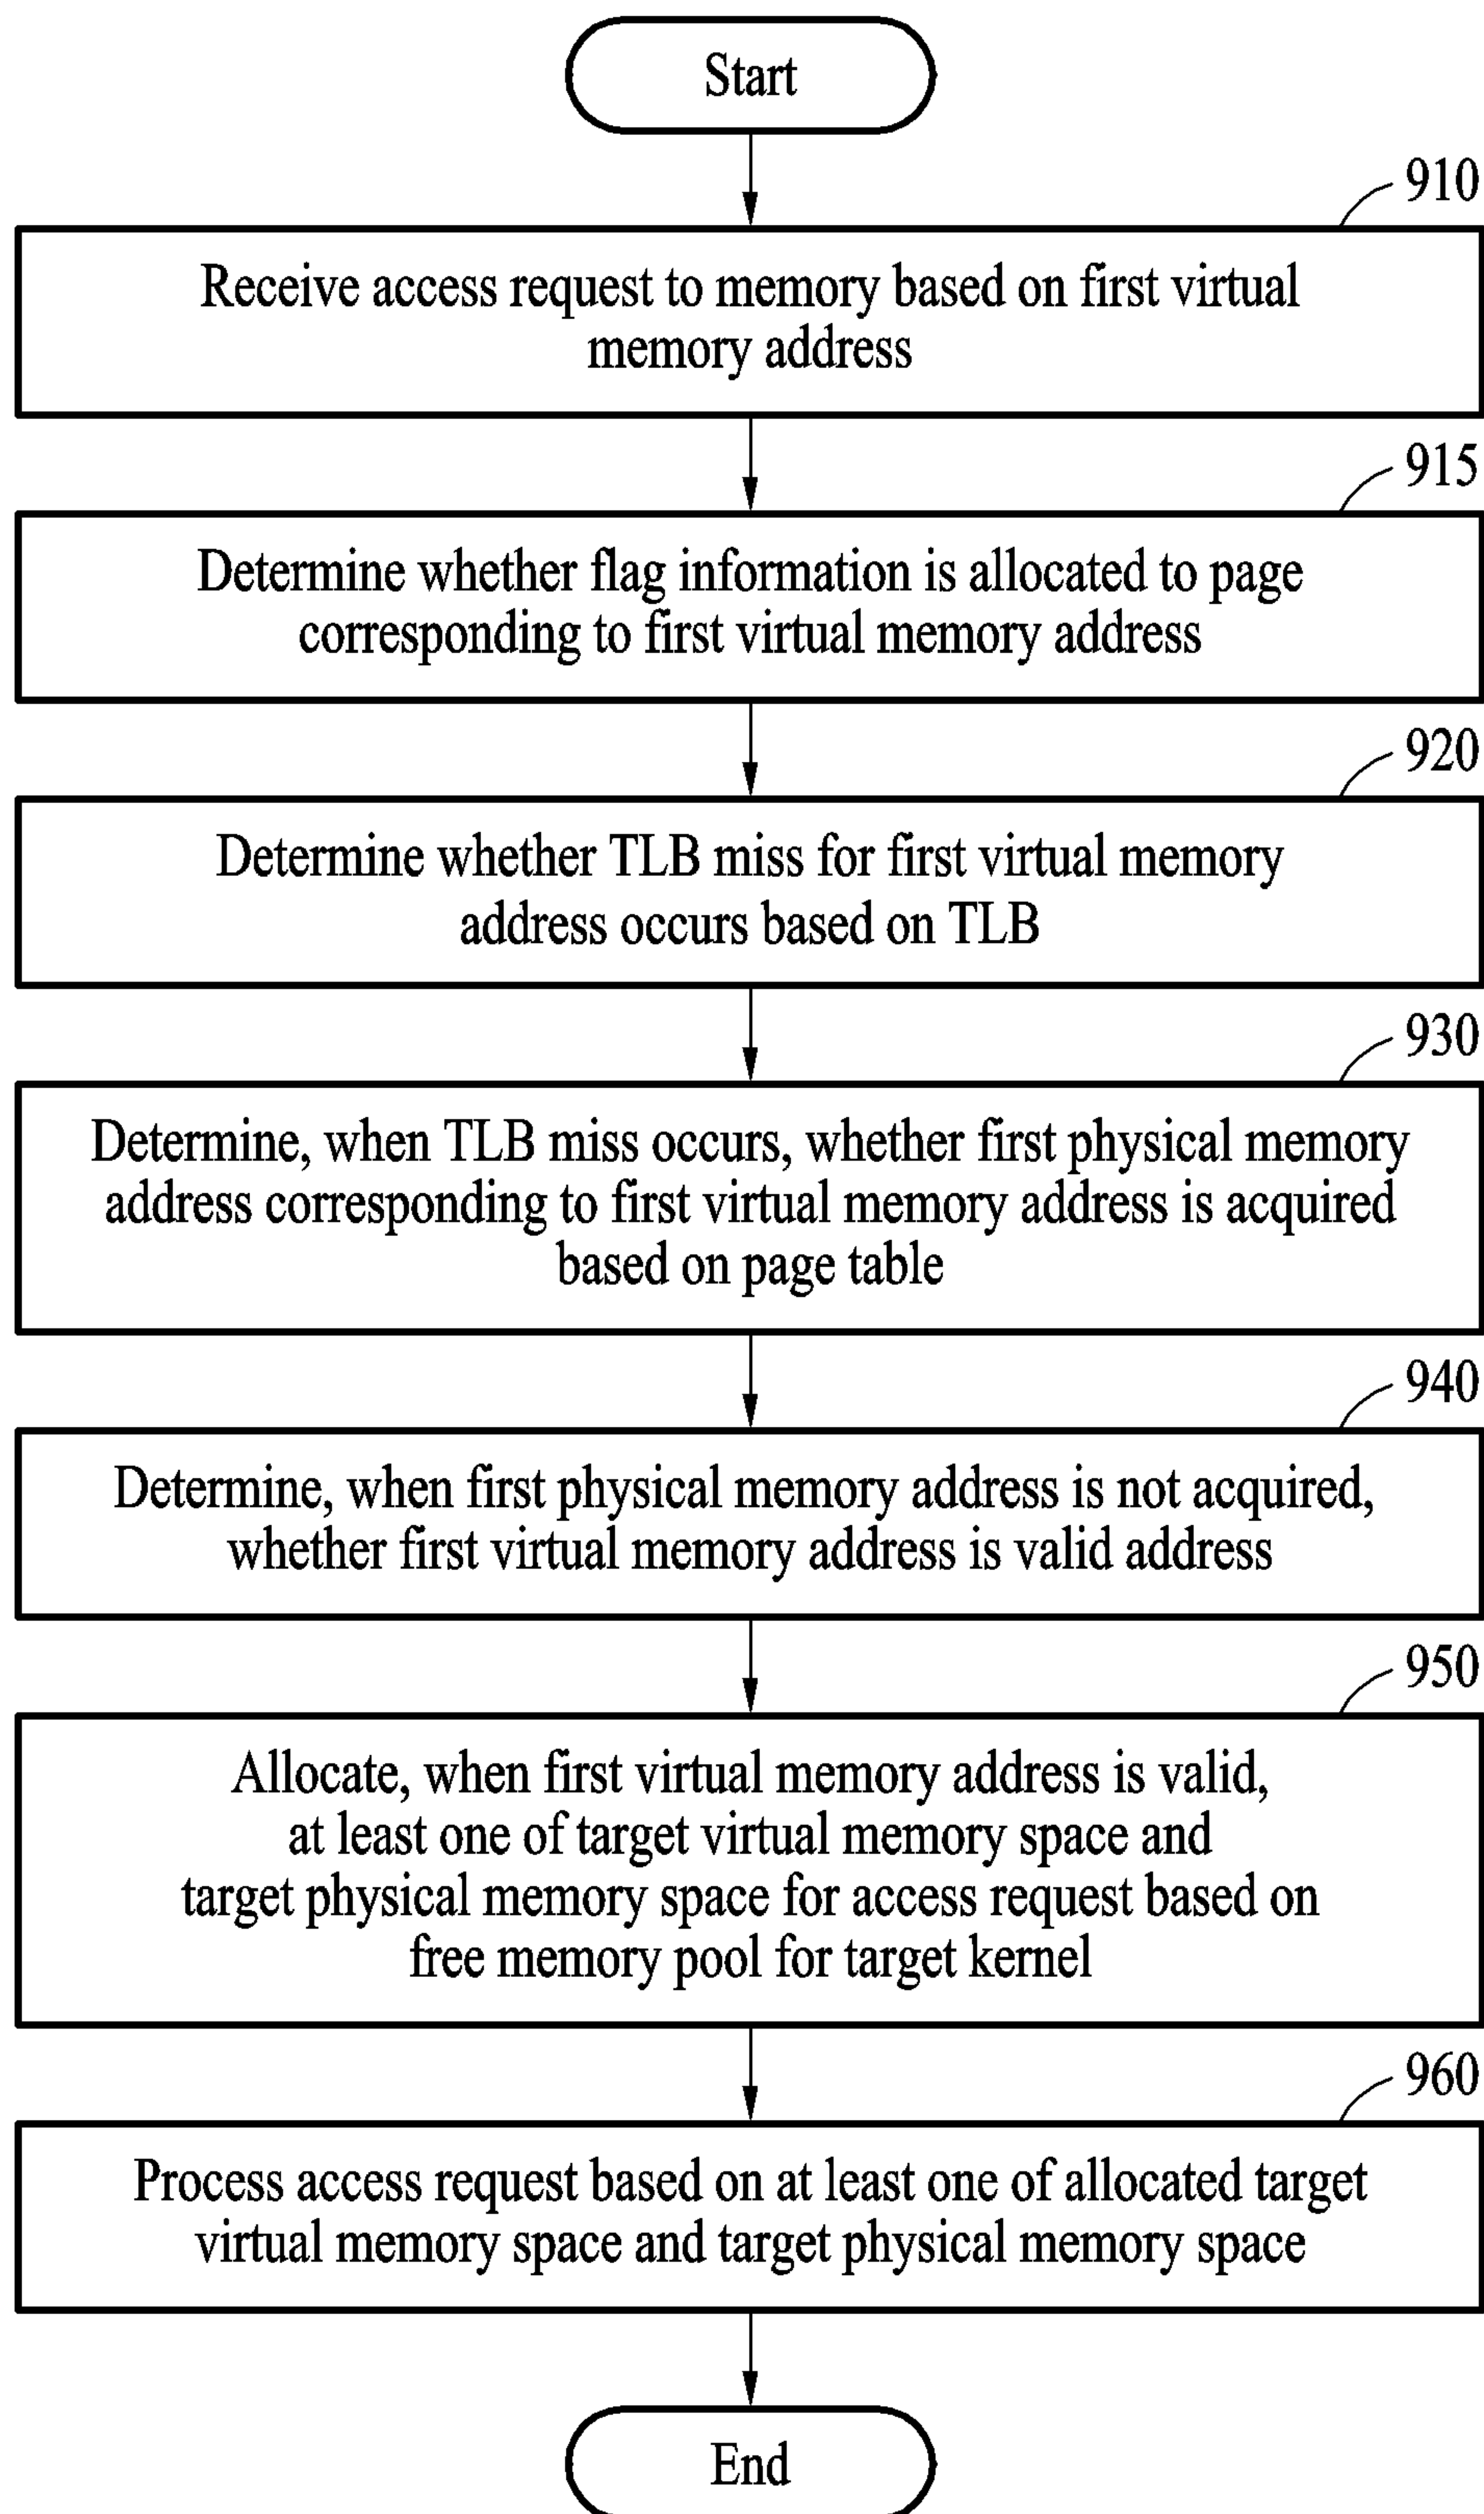 Start
910
Receive access request to memory based on first virtual
memory address
915
Determine whether flag information is allocated to page
corresponding to first virtual memory address
920
Determine whether TLB miss for first virtual memory
address occurs based on TLB
930
Determine, when TLB miss occurs, whether first physical memory
address corresponding to first virtual memory address is acquired
based on page table
940
Determine, when first physical memory address is not acquired,
whether first virtual memory address is valid address
950
Allocate, when first virtual memory address is valid,
at least one of target virtual memory space and
target physical memory space for access request based on
free memory pool for target kernel
960
Process access request based on at least one of allocated target
virtual memory space and target physical memory space
End